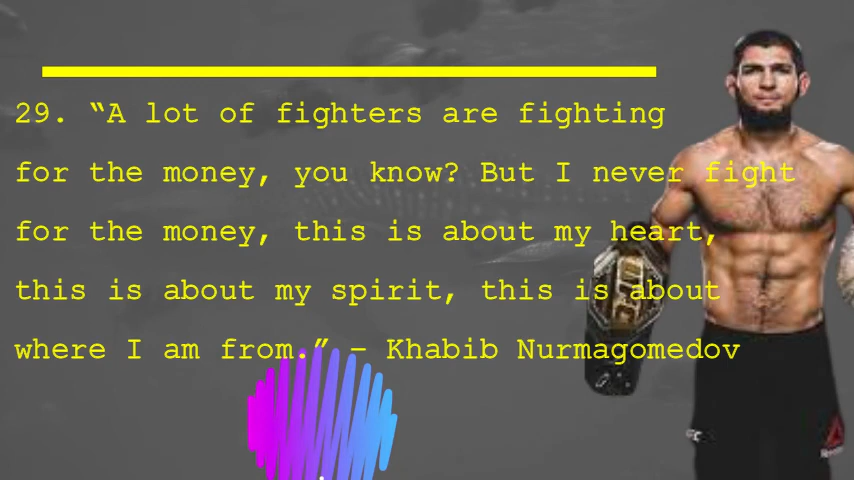 29. “A lot of fighters are fighting
for the money, you know? But I never fight
for the money, this is about my heart,
this is about my spirit, this is about
where I am from.” – Khabib Nurmagomedov